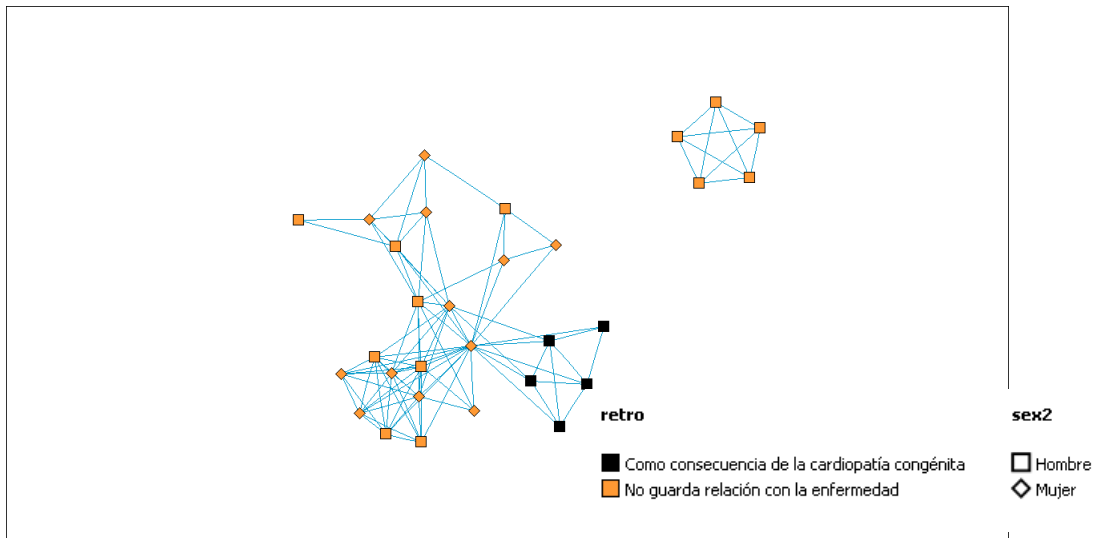 retro
sex2
Como consecuencia de la cardiopatía congénita
Hombre
No guarda relación con la enfermedad
Mujer